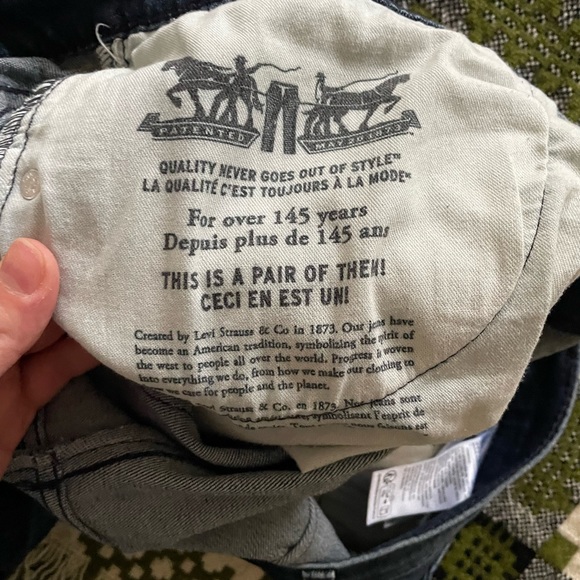 PATENTED MAY 20 1873
QUALITY NEVER GOES OUT OF STYLE™
LA QUALITÉ C'EST TOUJOURS À LA MODE™
For over 145 years
Depuis plus de 145 ans
THIS IS A PAIR OF THEM!
CECI EN EST UN!
Created by Levi Strauss & Co in 1873. Our jeans have
become an American tradition, symbolizing the spirit of
the west to people all over the world. Progress is woven
into everything we do, from how we make our clothing to
we care for people and the planet.
Strauss & Co. en 1873. Nos jeans sont
symbolisent l'esprit de